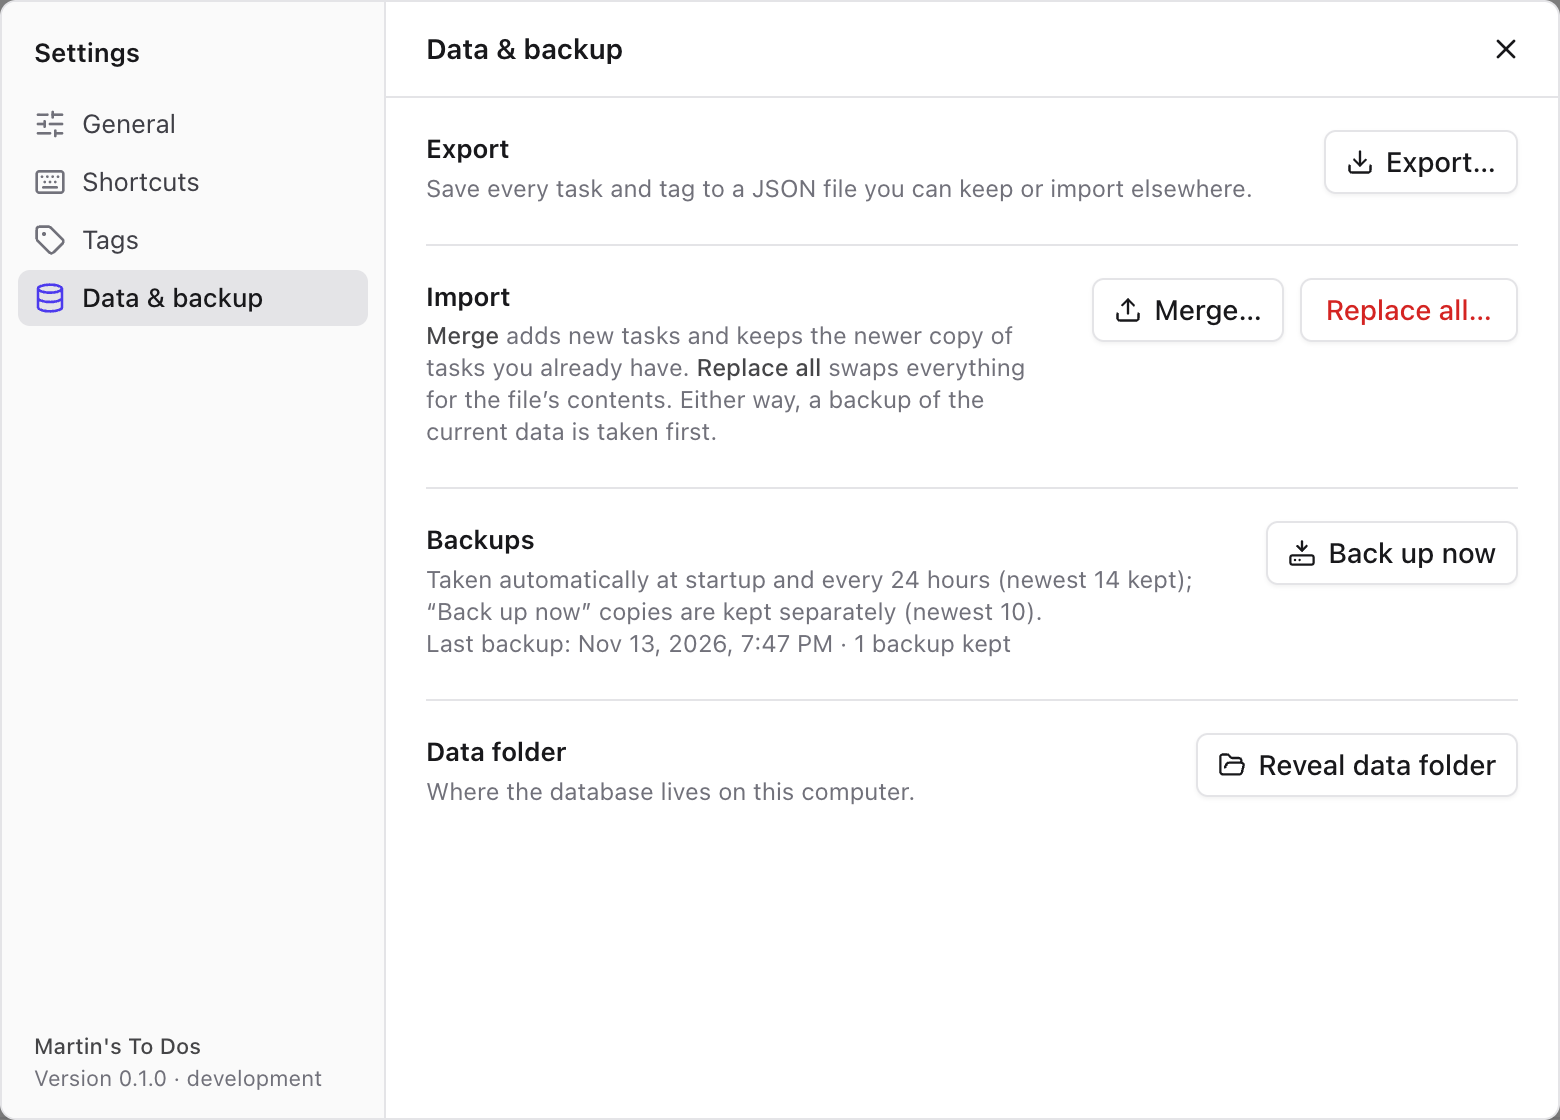 Settings
General
Shortcuts
Tags
Data & backup
Martin's To Dos
Version 0.1.0 · development
Data & backup
Export
Save every task and tag to a JSON file you can keep or import elsewhere.
Export...
Import
Merge adds new tasks and keeps the newer copy of
tasks you already have. Replace all swaps everything
for the file’s contents. Either way, a backup of the
current data is taken first.
Merge...
Replace all...
Backups
Taken automatically at startup and every 24 hours (newest 14 kept);
“Back up now” copies are kept separately (newest 10).
Last backup: Nov 13, 2026, 7:47 PM · 1 backup kept
Back up now
Data folder
Where the database lives on this computer.
Reveal data folder